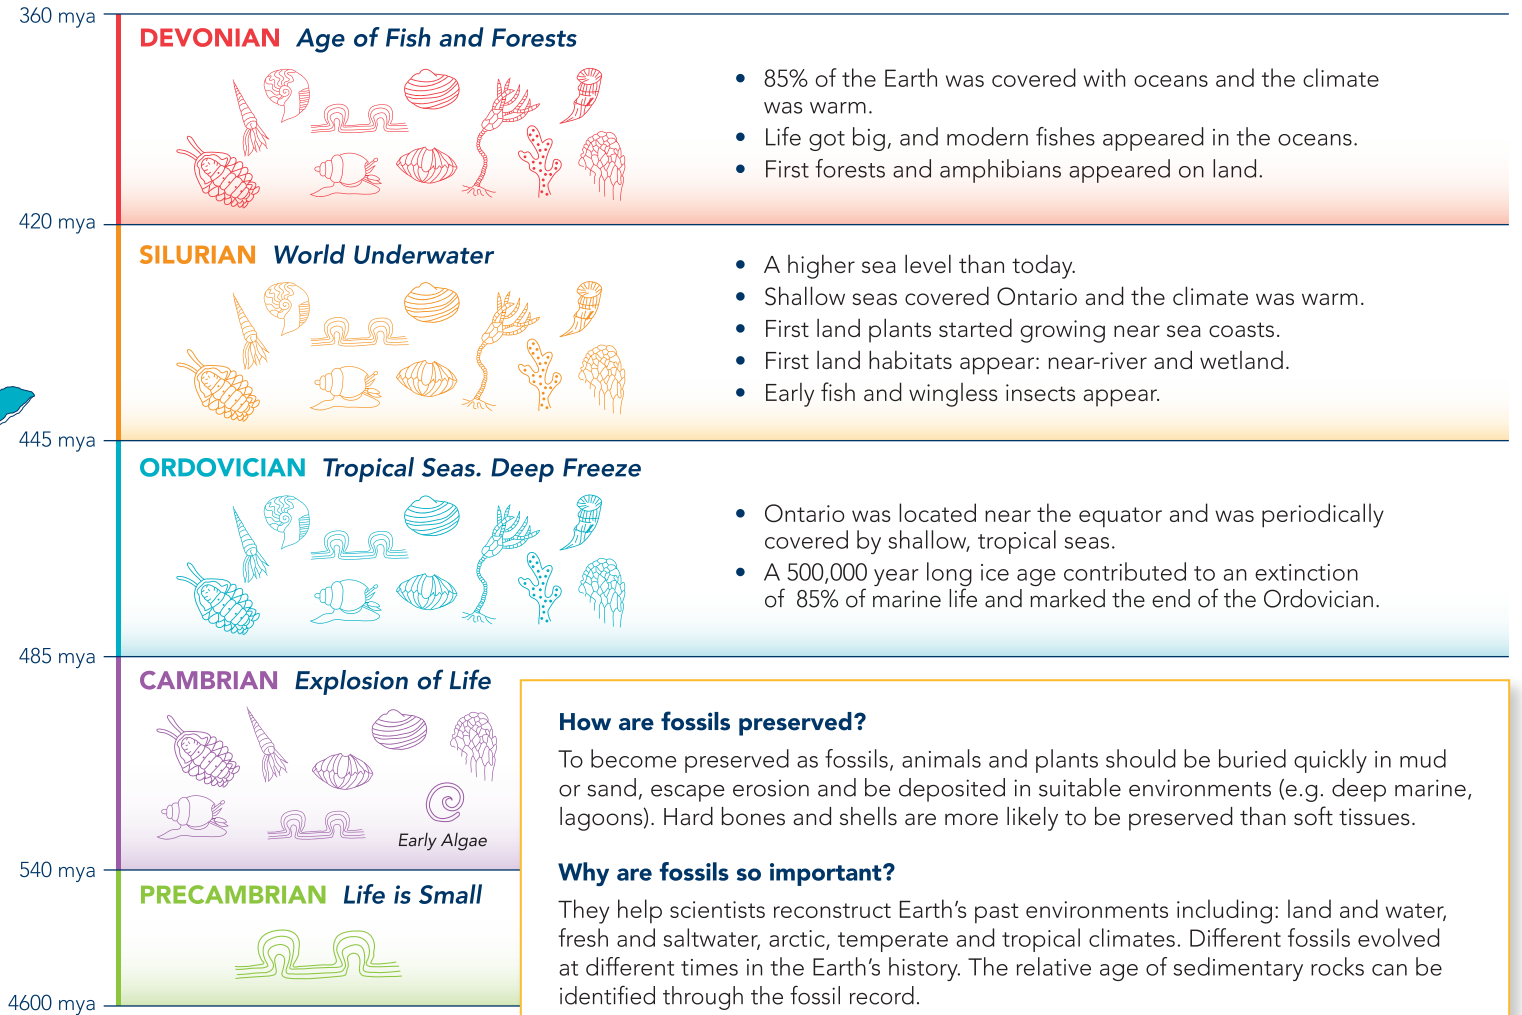 360 mya
DEVONIAN Age of Fish and Forests
• 85% of the Earth was covered with oceans and the climate
was warm.
• Life got big, and modern fishes appeared in the oceans.
• First forests and amphibians appeared on land.
420 mya
SILURIAN World Underwater
• A higher sea level than today.
• Shallow seas covered Ontario and the climate was warm.
• First land plants started growing near sea coasts.
• First land habitats appear: near-river and wetland.
• Early fish and wingless insects appear.
445 mya
ORDOVICIAN Tropical Seas. Deep Freeze
• Ontario was located near the equator and was periodically
covered by shallow, tropical seas.
• A 500,000 year long ice age contributed to an extinction
of 85% of marine life and marked the end of the Ordovician.
485 mya
CAMBRIAN Explosion of Life
Early Algae
540 mya
PRECAMBRIAN Life is Small
4600 mya
How are fossils preserved?
To become preserved as fossils, animals and plants should be buried quickly in mud
or sand, escape erosion and be deposited in suitable environments (e.g. deep marine,
lagoons). Hard bones and shells are more likely to be preserved than soft tissues.
Why are fossils so important?
They help scientists reconstruct Earth's past environments including: land and water,
fresh and saltwater, arctic, temperate and tropical climates. Different fossils evolved
at different times in the Earth's history. The relative age of sedimentary rocks can be
identified through the fossil record.